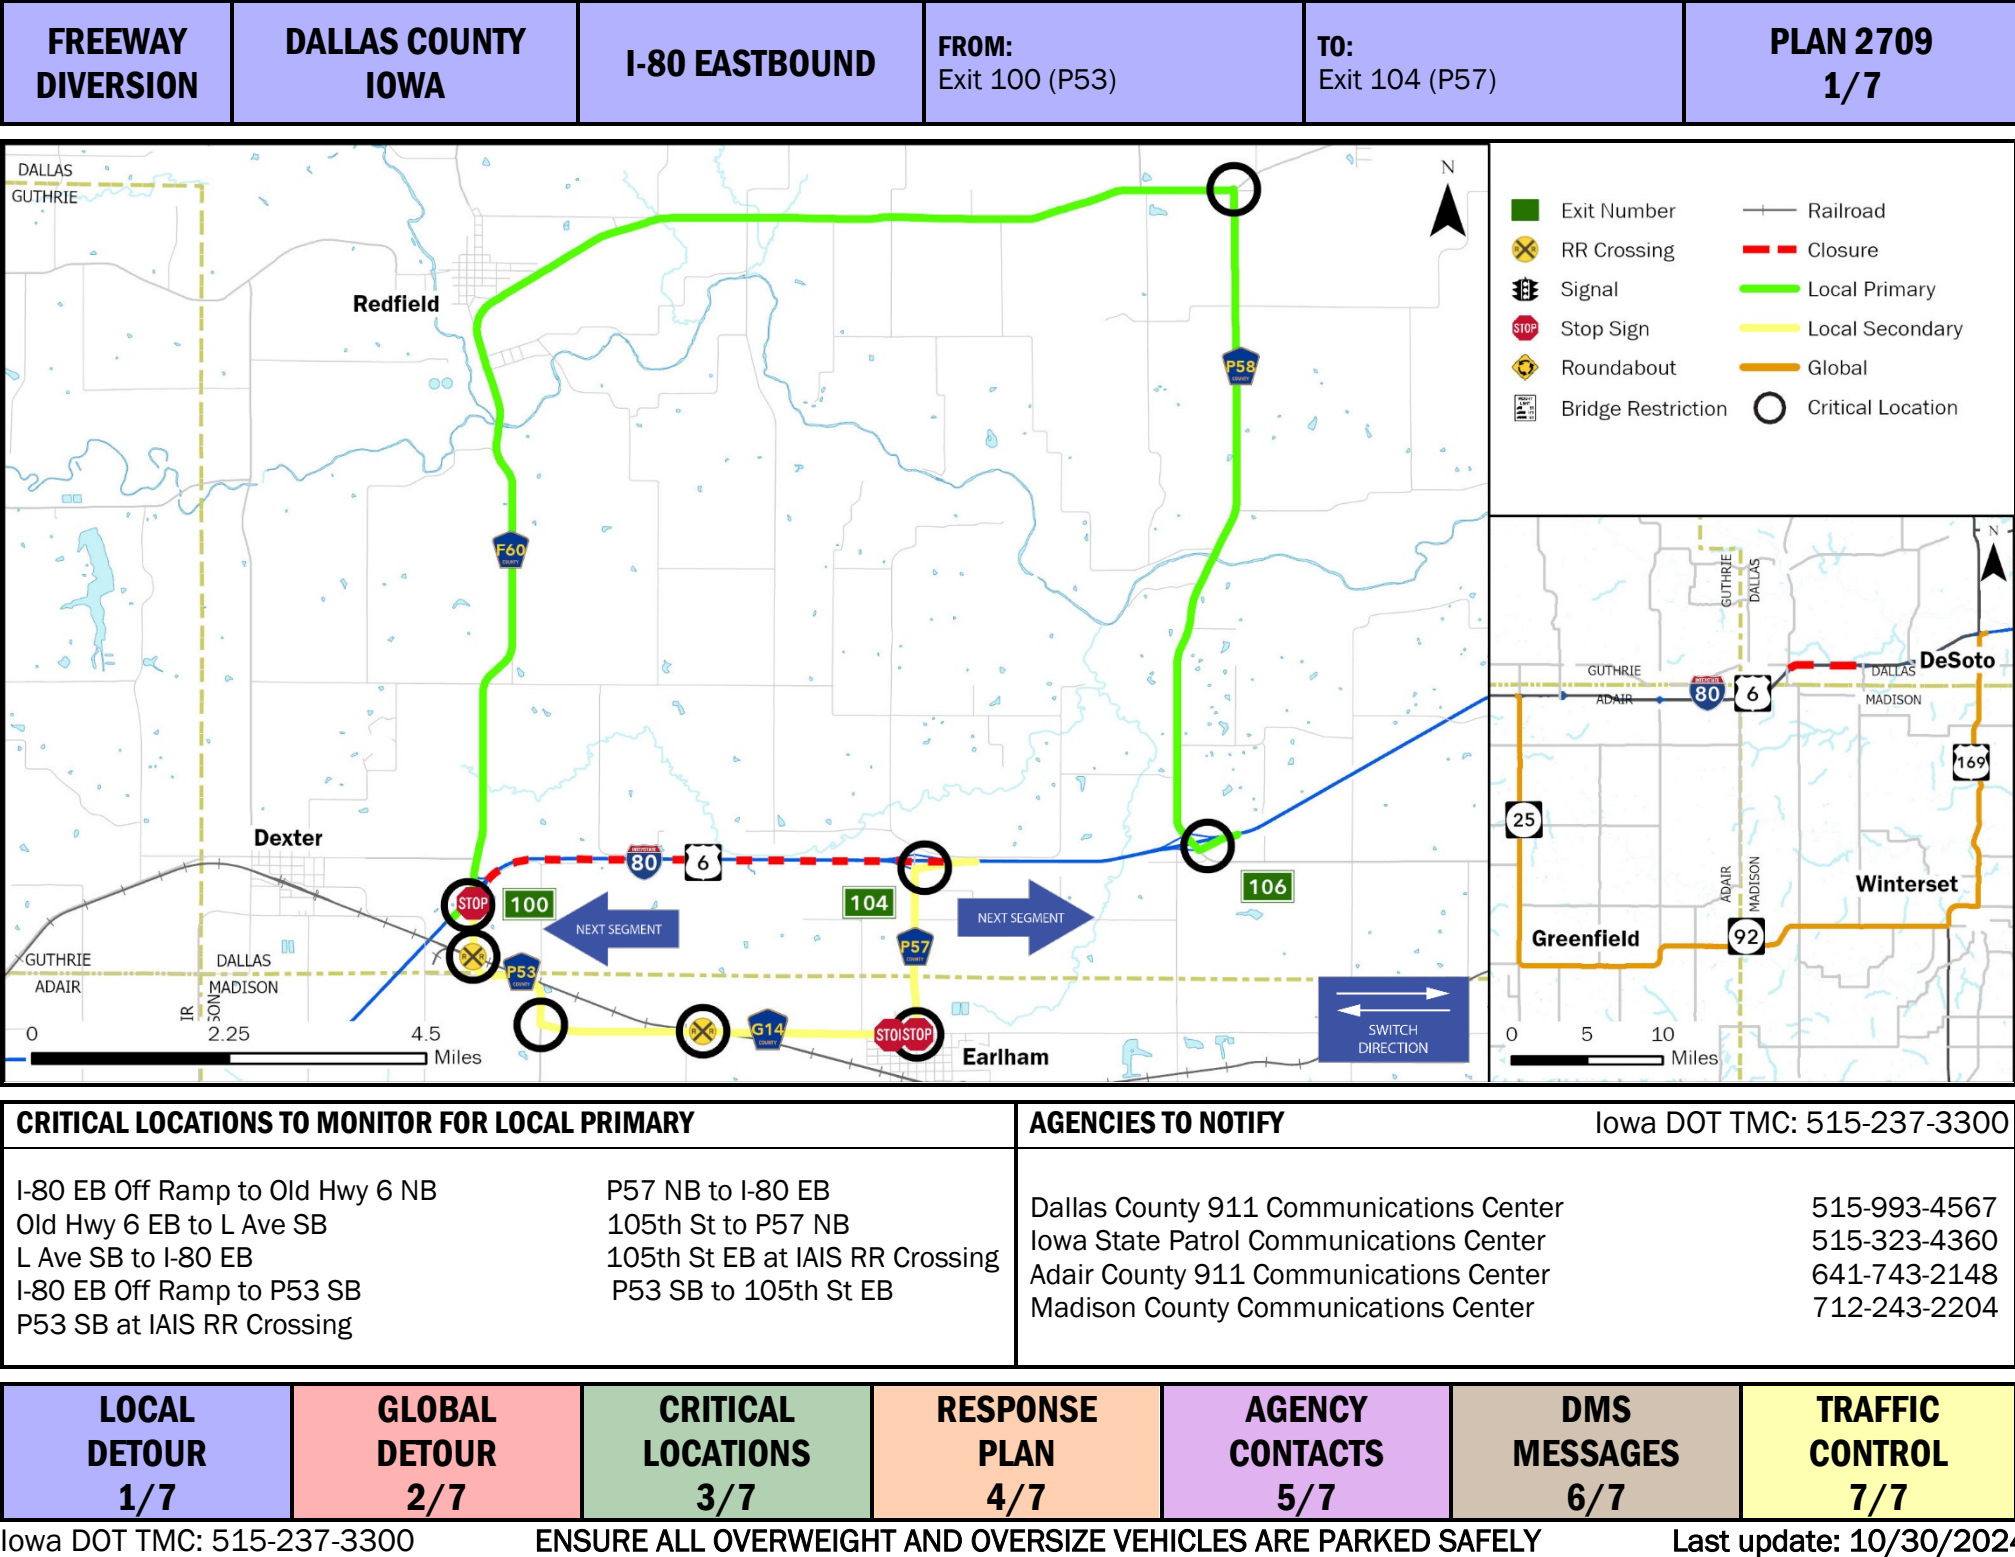 FREEWAY
DIVERSION
DALLAS COUNTY
IOWA
I-80 EASTBOUND
FROM:
Exit 100 (P53)
TO:
Exit 104 (P57)
PLAN 2709
1/7
DALLAS
GUTHRIE
Redfield
N
P58
COUNTY
F60
COUNTY
Dexter
INTERSTATE
80
6
STOP
100
NEXT SEGMENT
104
NEXT SEGMENT
106
R R
P53
COUNTY
P57
COUNTY
GUTHRIE
ADAIR
DALLAS
MADISON
R R
G14
COUNTY
STOP
Earlham
SWITCH
DIRECTION
0 2.25 4.5
Miles
Exit Number
RR Crossing
Signal
STOP
Stop Sign
Roundabout
Bridge Restriction
Railroad
Closure
Local Primary
Local Secondary
Global
Critical Location
N
GUTHRIE
DALLAS
DeSoto
GUTHRIE
ADAIR
INTERSTATE
80
6
DALLAS
MADISON
169
25
ADAIR
MADISON
Winterset
Greenfield
92
0 5 10
Miles
CRITICAL LOCATIONS TO MONITOR FOR LOCAL PRIMARY
I-80 EB Off Ramp to Old Hwy 6 NB
Old Hwy 6 EB to L Ave SB
L Ave SB to I-80 EB
I-80 EB Off Ramp to P53 SB
P53 SB at IAIS RR Crossing
P57 NB to I-80 EB
105th St to P57 NB
105th St EB at IAIS RR Crossing
P53 SB to 105th St EB
AGENCIES TO NOTIFY Iowa DOT TMC: 515-237-3300
Dallas County 911 Communications Center 515-993-4567
Iowa State Patrol Communications Center 515-323-4360
Adair County 911 Communications Center 641-743-2148
Madison County Communications Center 712-243-2204
LOCAL
DETOUR
1/7
GLOBAL
DETOUR
2/7
CRITICAL
LOCATIONS
3/7
RESPONSE
PLAN
4/7
AGENCY
CONTACTS
5/7
DMS
MESSAGES
6/7
TRAFFIC
CONTROL
7/7
Iowa DOT TMC: 515-237-3300 ENSURE ALL OVERWEIGHT AND OVERSIZE VEHICLES ARE PARKED SAFELY Last update: 10/30/202